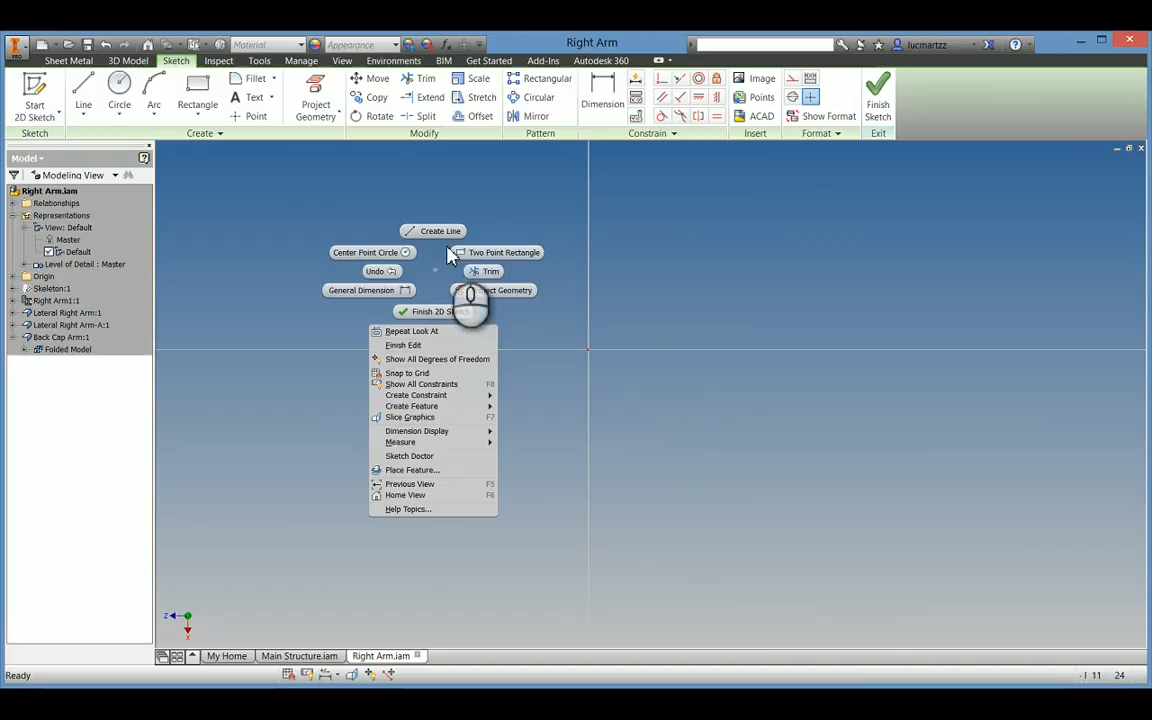 Right Arm
lucmartzz
Material
Appearance
PRO
Sheet Metal 3D Model Sketch Inspect Tools Manage View Environments BIM Get Started Add-Ins Autodesk 360
Start
2D Sketch
Line
Circle
Arc
Rectangle
Fillet
Text
Point
Project
Geometry
Move
Copy
Rotate
Trim
Extend
Split
Scale
Stretch
Offset
Rectangular
Circular
Mirror
Dimension
Image
Points
ACAD
Show Format
Finish
Sketch
Sketch Create Modify Pattern Constrain Insert Format Exit
Model
Modeling View
Right Arm.iam
Relationships
Representations
View: Default
Master
Default
Level of Detail : Master
Origin
Skeleton:1
Right Arm1:1
Lateral Right Arm:1
Lateral Right Arm-A:1
Back Cap Arm:1
Folded Model
Create Line
Center Point Circle
Two Point Rectangle
Undo
Trim
General Dimension
Geometry
Finish 2D
Repeat Look At
Finish Edit
Show All Degrees of Freedom
Snap to Grid
Show All Constraints F8
Create Constraint
Create Feature
Slice Graphics F7
Dimension Display
Measure
Sketch Doctor
Place Feature...
Previous View F5
Home View F6
Help Topics...
Z
X
My Home Main Structure.iam Right Arm.iam
Ready
11 24